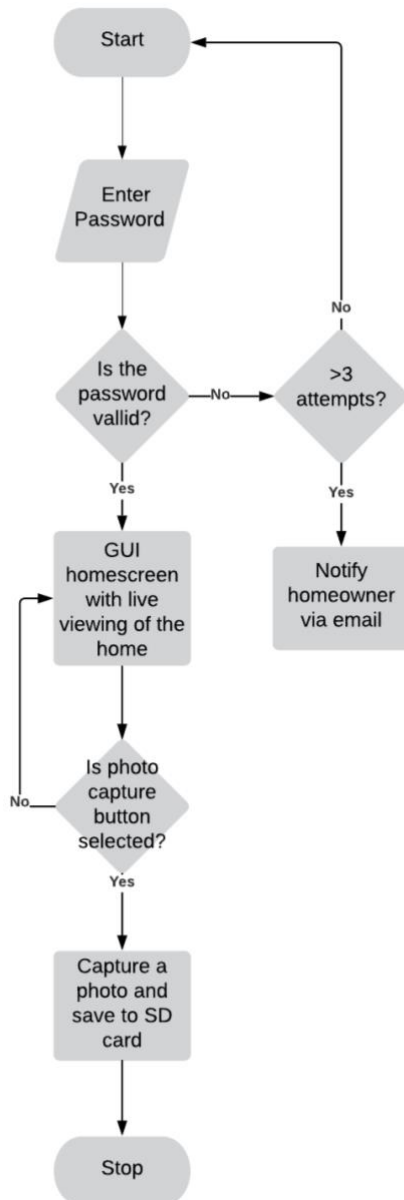 Start
Enter
Password
Is the
password
vallid?
No
>3
attempts?
No
Yes
Yes
GUI
homescreen
with live
viewing of the
home
Notify
homeowner
via email
Is photo
capture
button
selected?
No
Yes
Capture a
photo and
save to SD
card
Stop